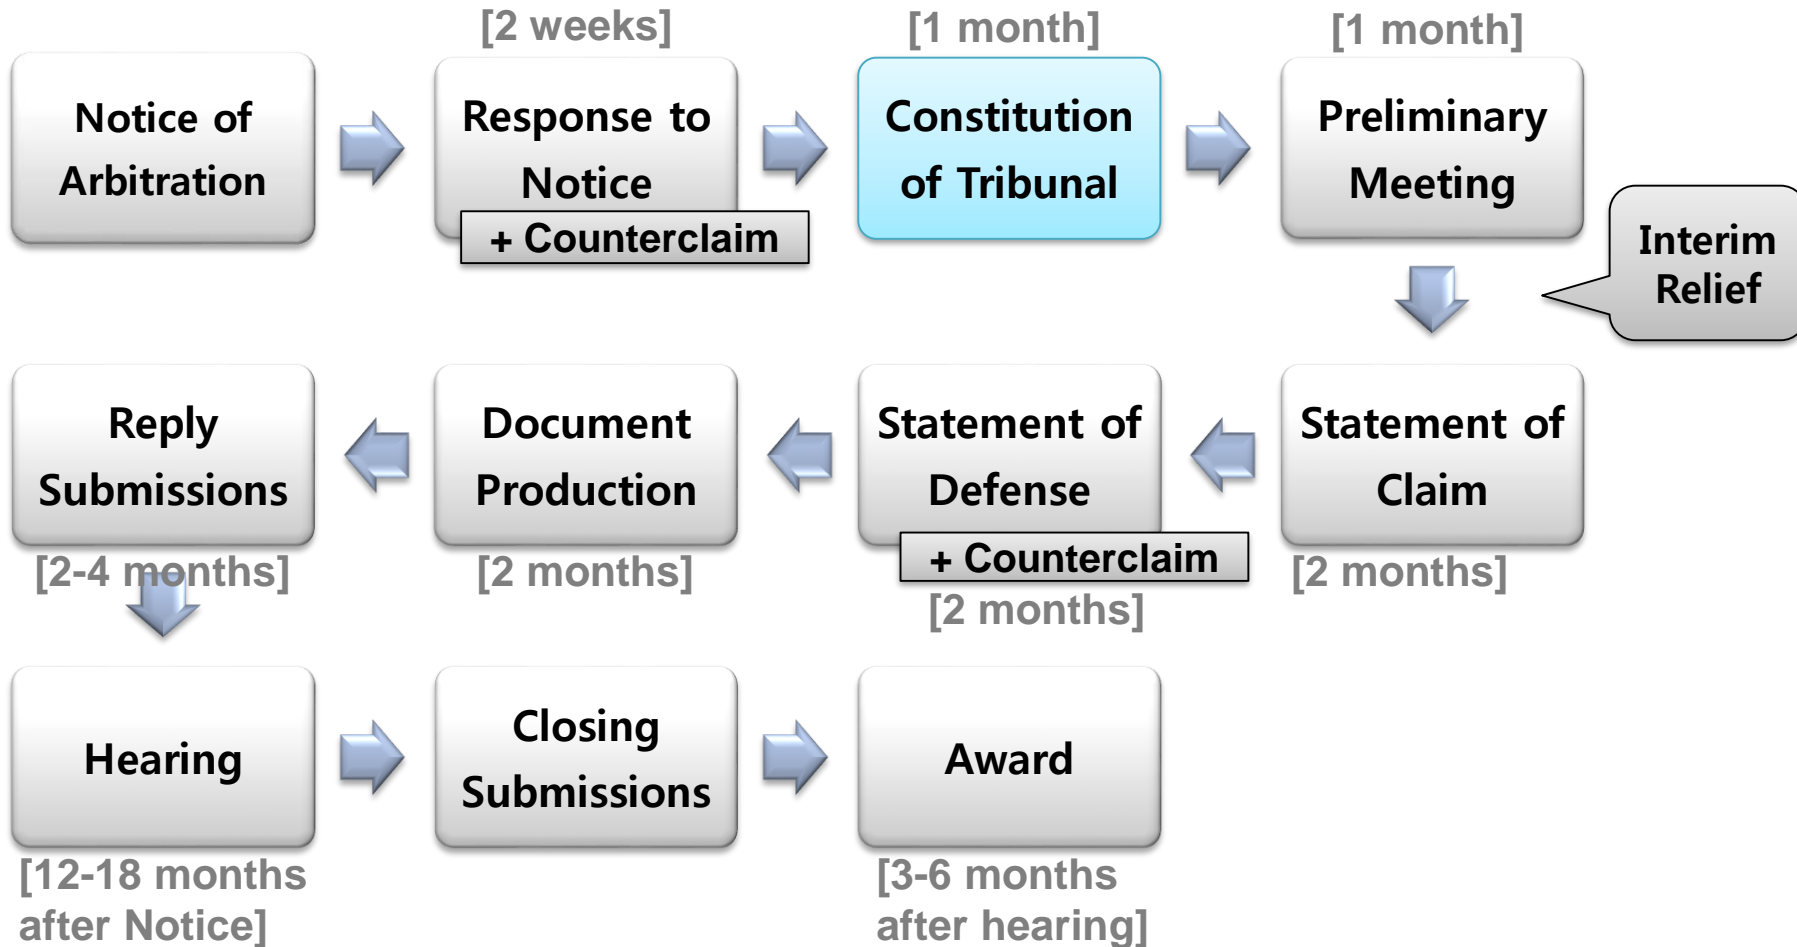 [2 weeks]
[1 month]
[1 month]
Notice of
Arbitration
Response to
Notice
+ Counterclaim
Constitution
of Tribunal
Preliminary
Meeting
Interim
Relief
Statement of
Claim
[2 months]
Statement of
Defense
+ Counterclaim
[2 months]
Document
Production
[2 months]
Reply
Submissions
[2-4 months]
Hearing
[12-18 months
after Notice]
Closing
Submissions
Award
[3-6 months
after hearing]